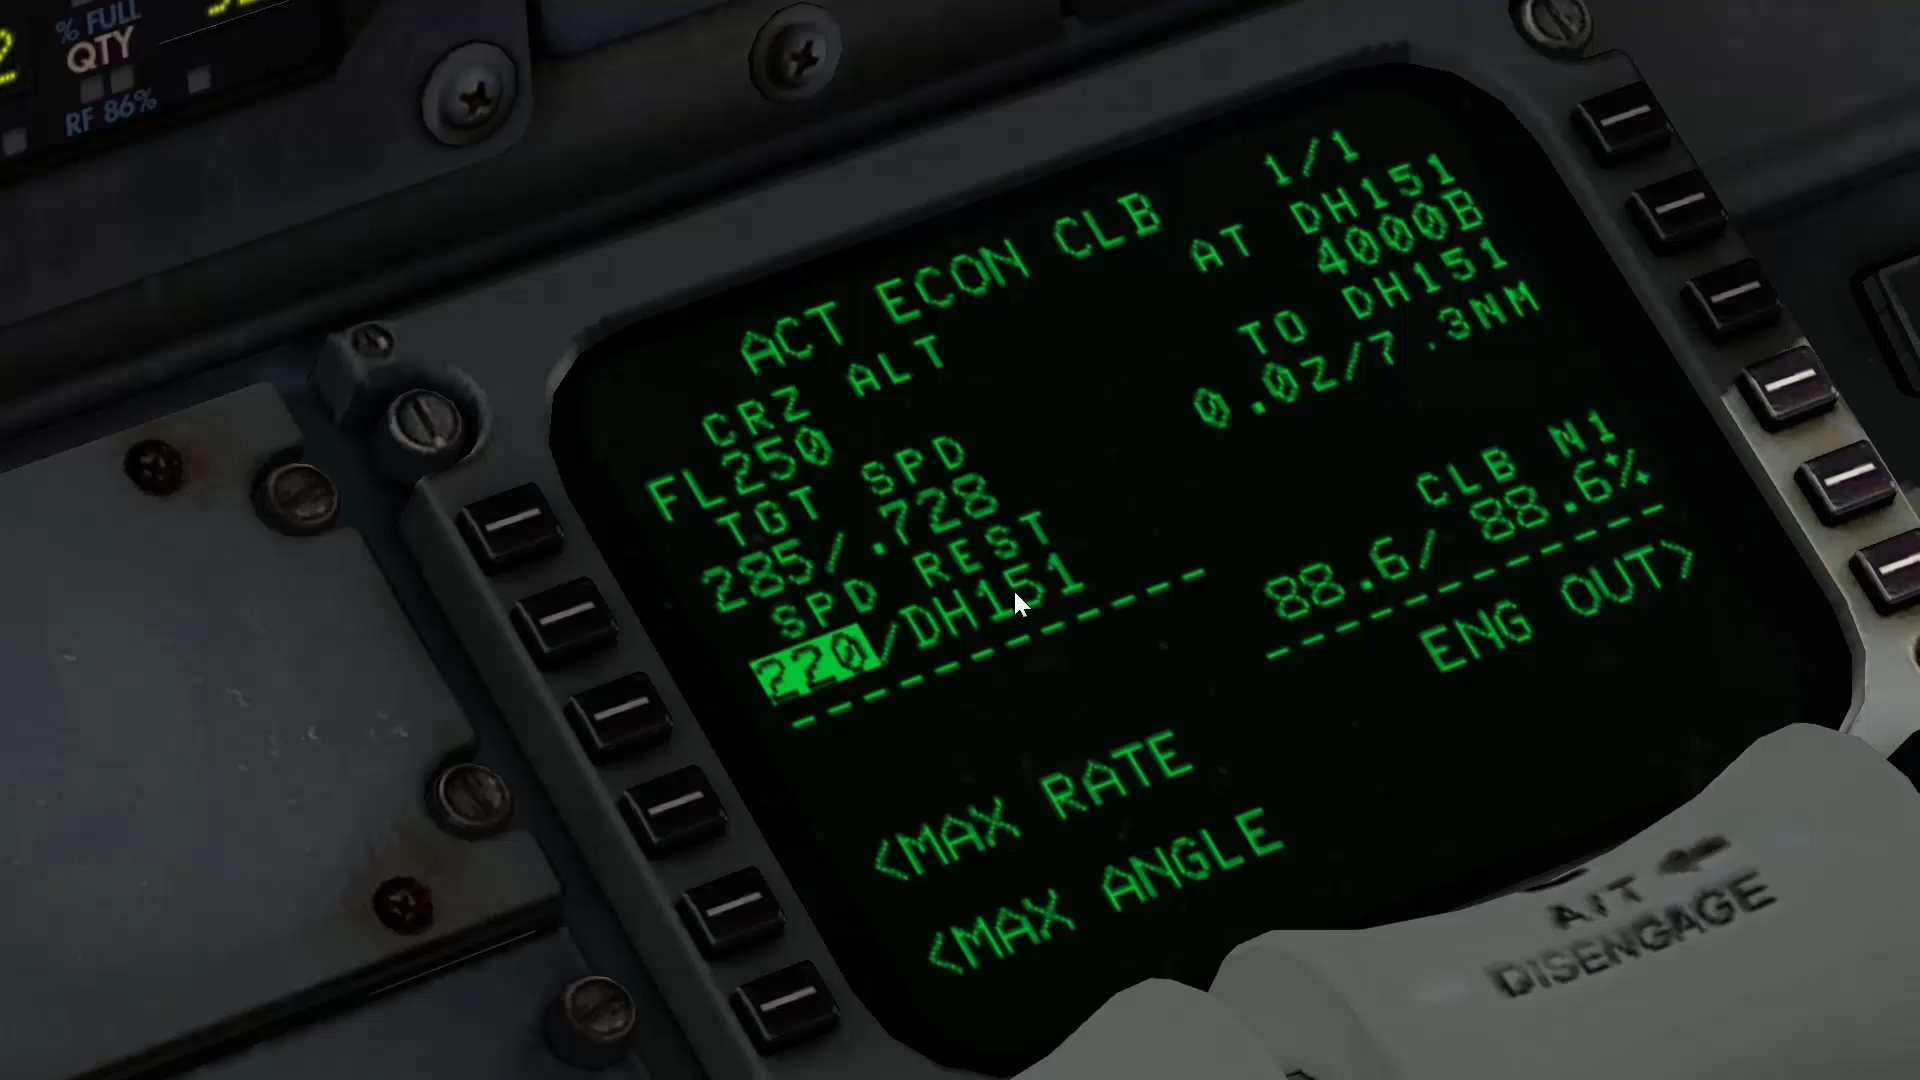 % FULL
QTY
RF 86%
ACT ECON CLB 1/1
CRZ ALT AT DH151
FL250 4000B
TGT SPD TO DH151
285/.728 0.0Z/7.3NM
SPD REST CLB N1
220/DH151 88.6/ 88.6%
------------ ------------
ENG OUT>
<MAX RATE
<MAX ANGLE
A/T
DISENGAGE